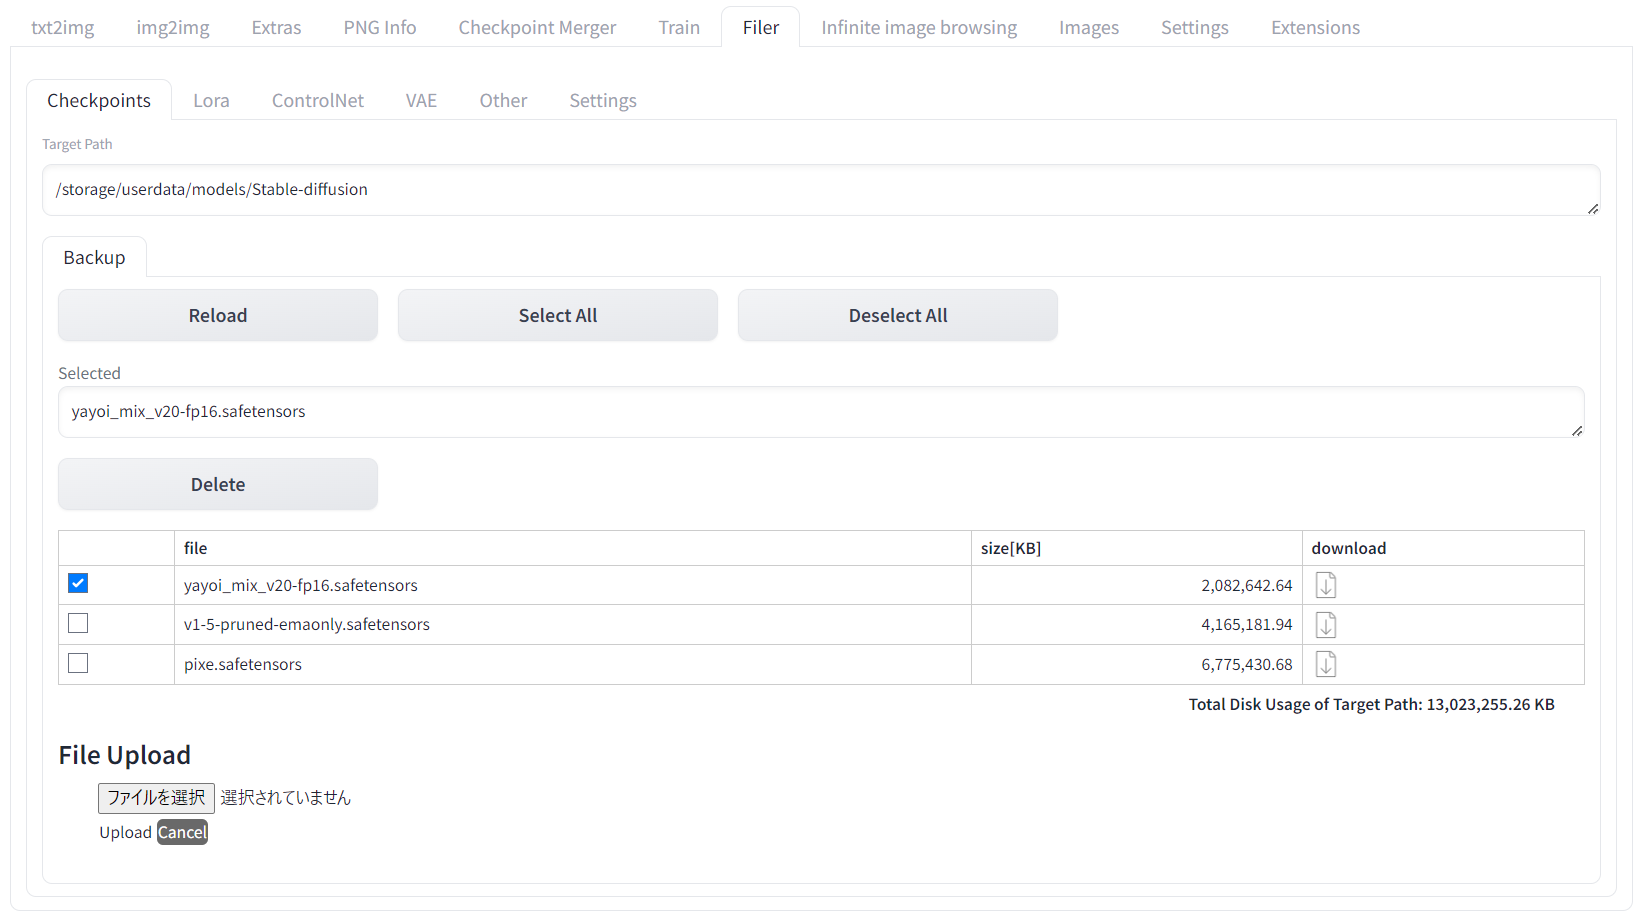 txt2img img2img Extras PNG Info Checkpoint Merger Train Filer Infinite image browsing Images Settings Extensions
Checkpoints Lora ControlNet VAE Other Settings
Target Path
/storage/userdata/models/Stable-diffusion
Backup
Reload Select All Deselect All
Selected
yayoi_mix_v20-fp16.safetensors
Delete
file size[KB] download
yayoi_mix_v20-fp16.safetensors 2,082,642.64
v1-5-pruned-emaonly.safetensors 4,165,181.94
pixe.safetensors 6,775,430.68
Total Disk Usage of Target Path: 13,023,255.26 KB
File Upload
ファイルを選択 選択されていません
Upload Cancel